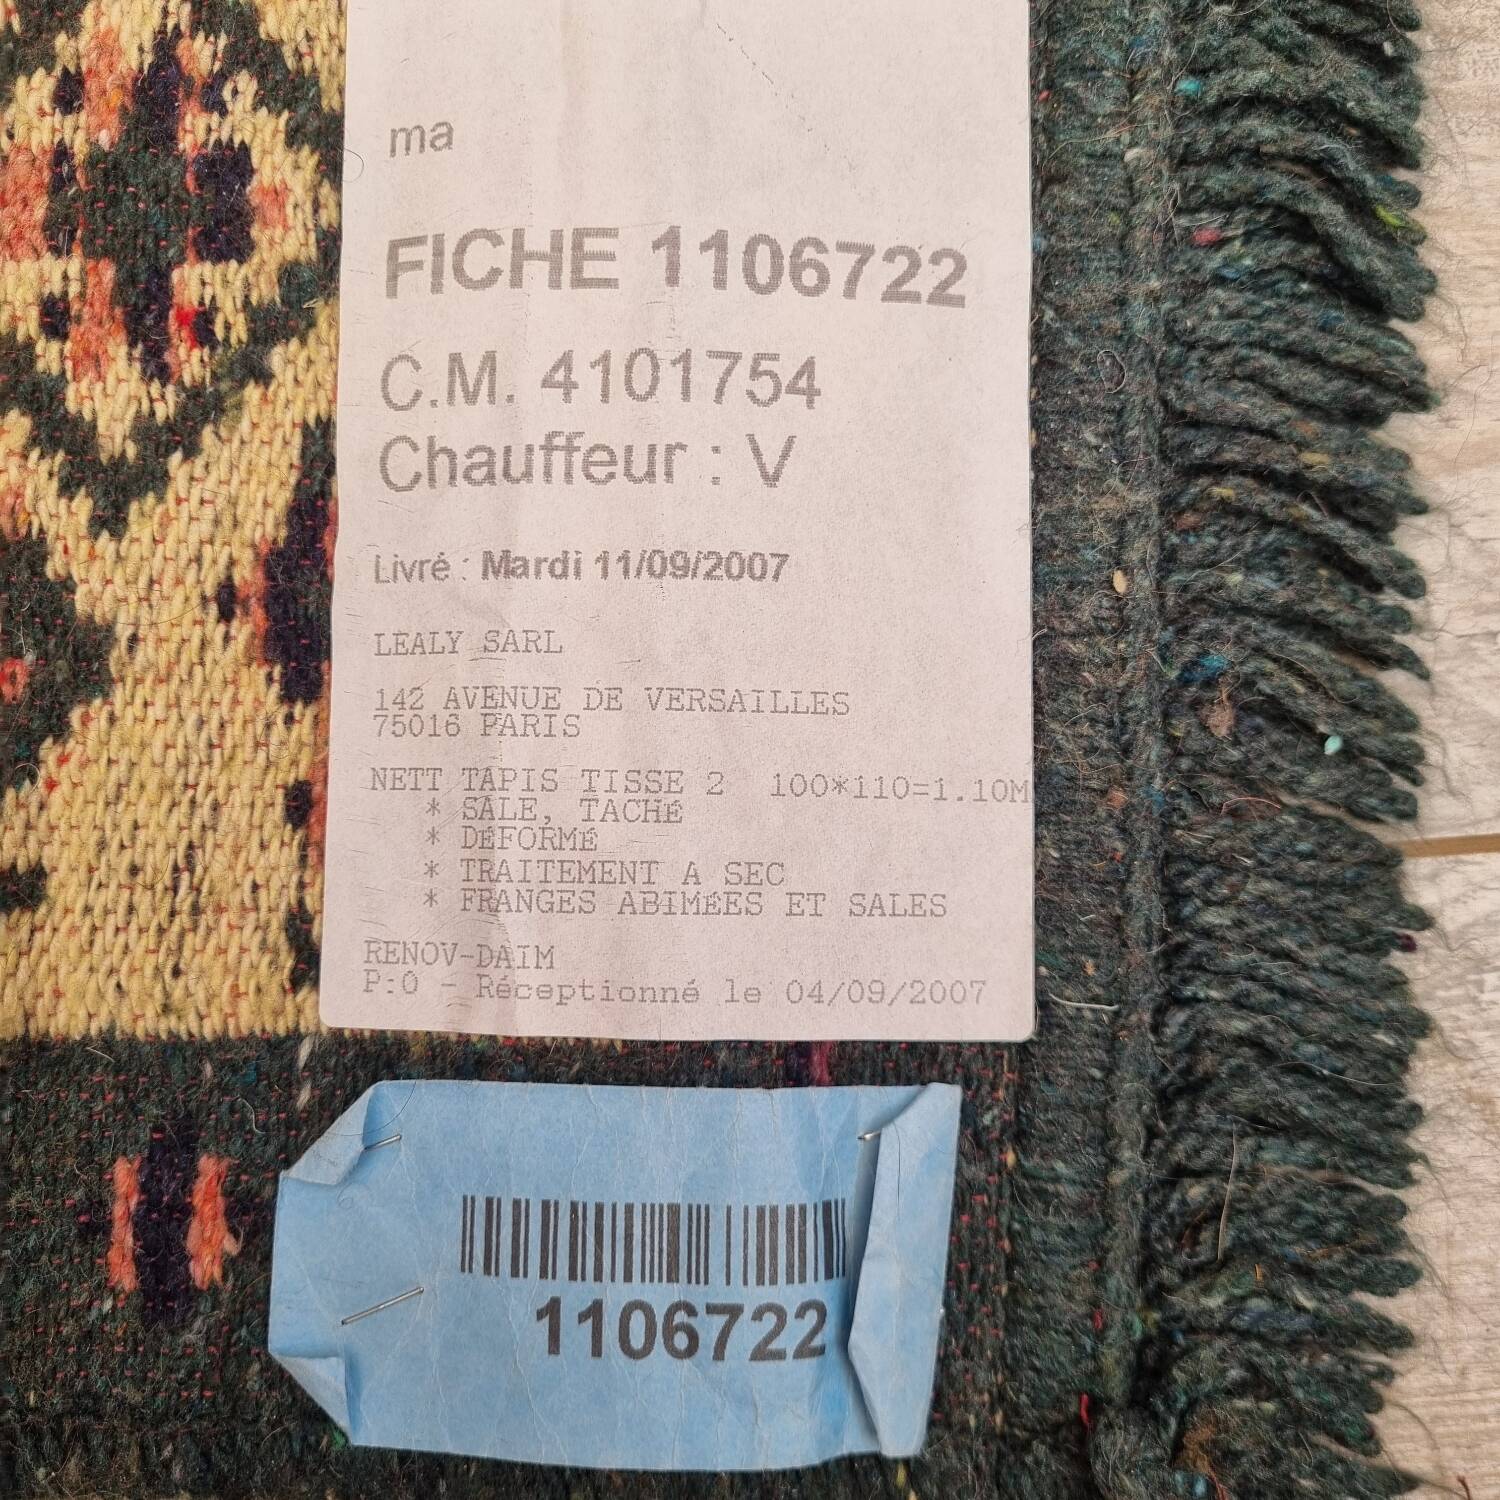 ma
FICHE 1106722
C.M. 4101754
Chauffeur : V
Livré : Mardi 11/09/2007
LEALY SARL
142 AVENUE DE VERSAILLES
75016 PARIS
NETT TAPIS TISSE 2 100*110=1.10M
* SALE, TACHÉ
* DÉFORMÉ
* TRAITEMENT A SEC
* FRANGES ABIMÉES ET SALES
RENOV-DAIM
P:0 - Réceptionné le 04/09/2007
1106722